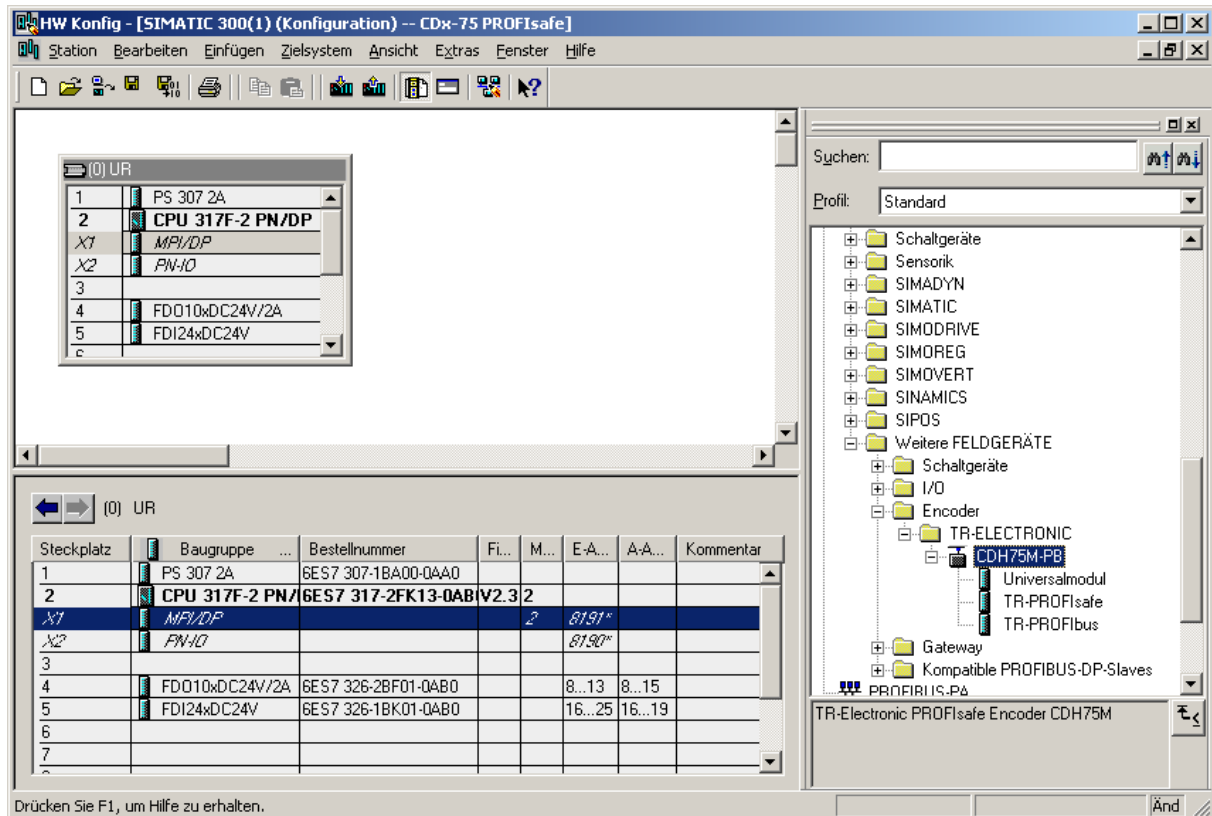 HW Konfig - [SIMATIC 300(1) (Konfiguration) -- CDx-75 PROFIsafe]
Station Bearbeiten Einfügen Zielsystem Ansicht Extras Fenster Hilfe
(0) UR
1 PS 307 2A
2 CPU 317F-2 PN/DP
X1 MPI/DP
X2 PN-IO
3
4 FDO10xDC24V/2A
5 FDI24xDC24V
Suchen:
Profil: Standard
Schaltgeräte
Sensorik
SIMADYN
SIMATIC
SIMODRIVE
SIMOREG
SIMOVERT
SINAMICS
SIPOS
Weitere FELDGERÄTE
Schaltgeräte
I/O
Encoder
TR-ELECTRONIC
CDH75M-PB
Universalmodul
TR-PROFIsafe
TR-PROFIbus
Gateway
Kompatible PROFIBUS-DP-Slaves
PROFIBUS-PA
TR-Electronic PROFIsafe Encoder CDH75M
(0) UR
Steckplatz Baugruppe ... Bestellnummer Fi... M... E-A... A-A... Kommentar
1 PS 307 2A 6ES7 307-1BA00-0AA0
2 CPU 317F-2 PN/ 6ES7 317-2FK13-0AB V2.3 2
X1 MPI/DP 2 8191*
X2 PN-IO 8190*
3
4 FDO10xDC24V/2A 6ES7 326-2BF01-0AB0 8...13 8...15
5 FDI24xDC24V 6ES7 326-1BK01-0AB0 16...25 16...19
6
7
Drücken Sie F1, um Hilfe zu erhalten. Änd